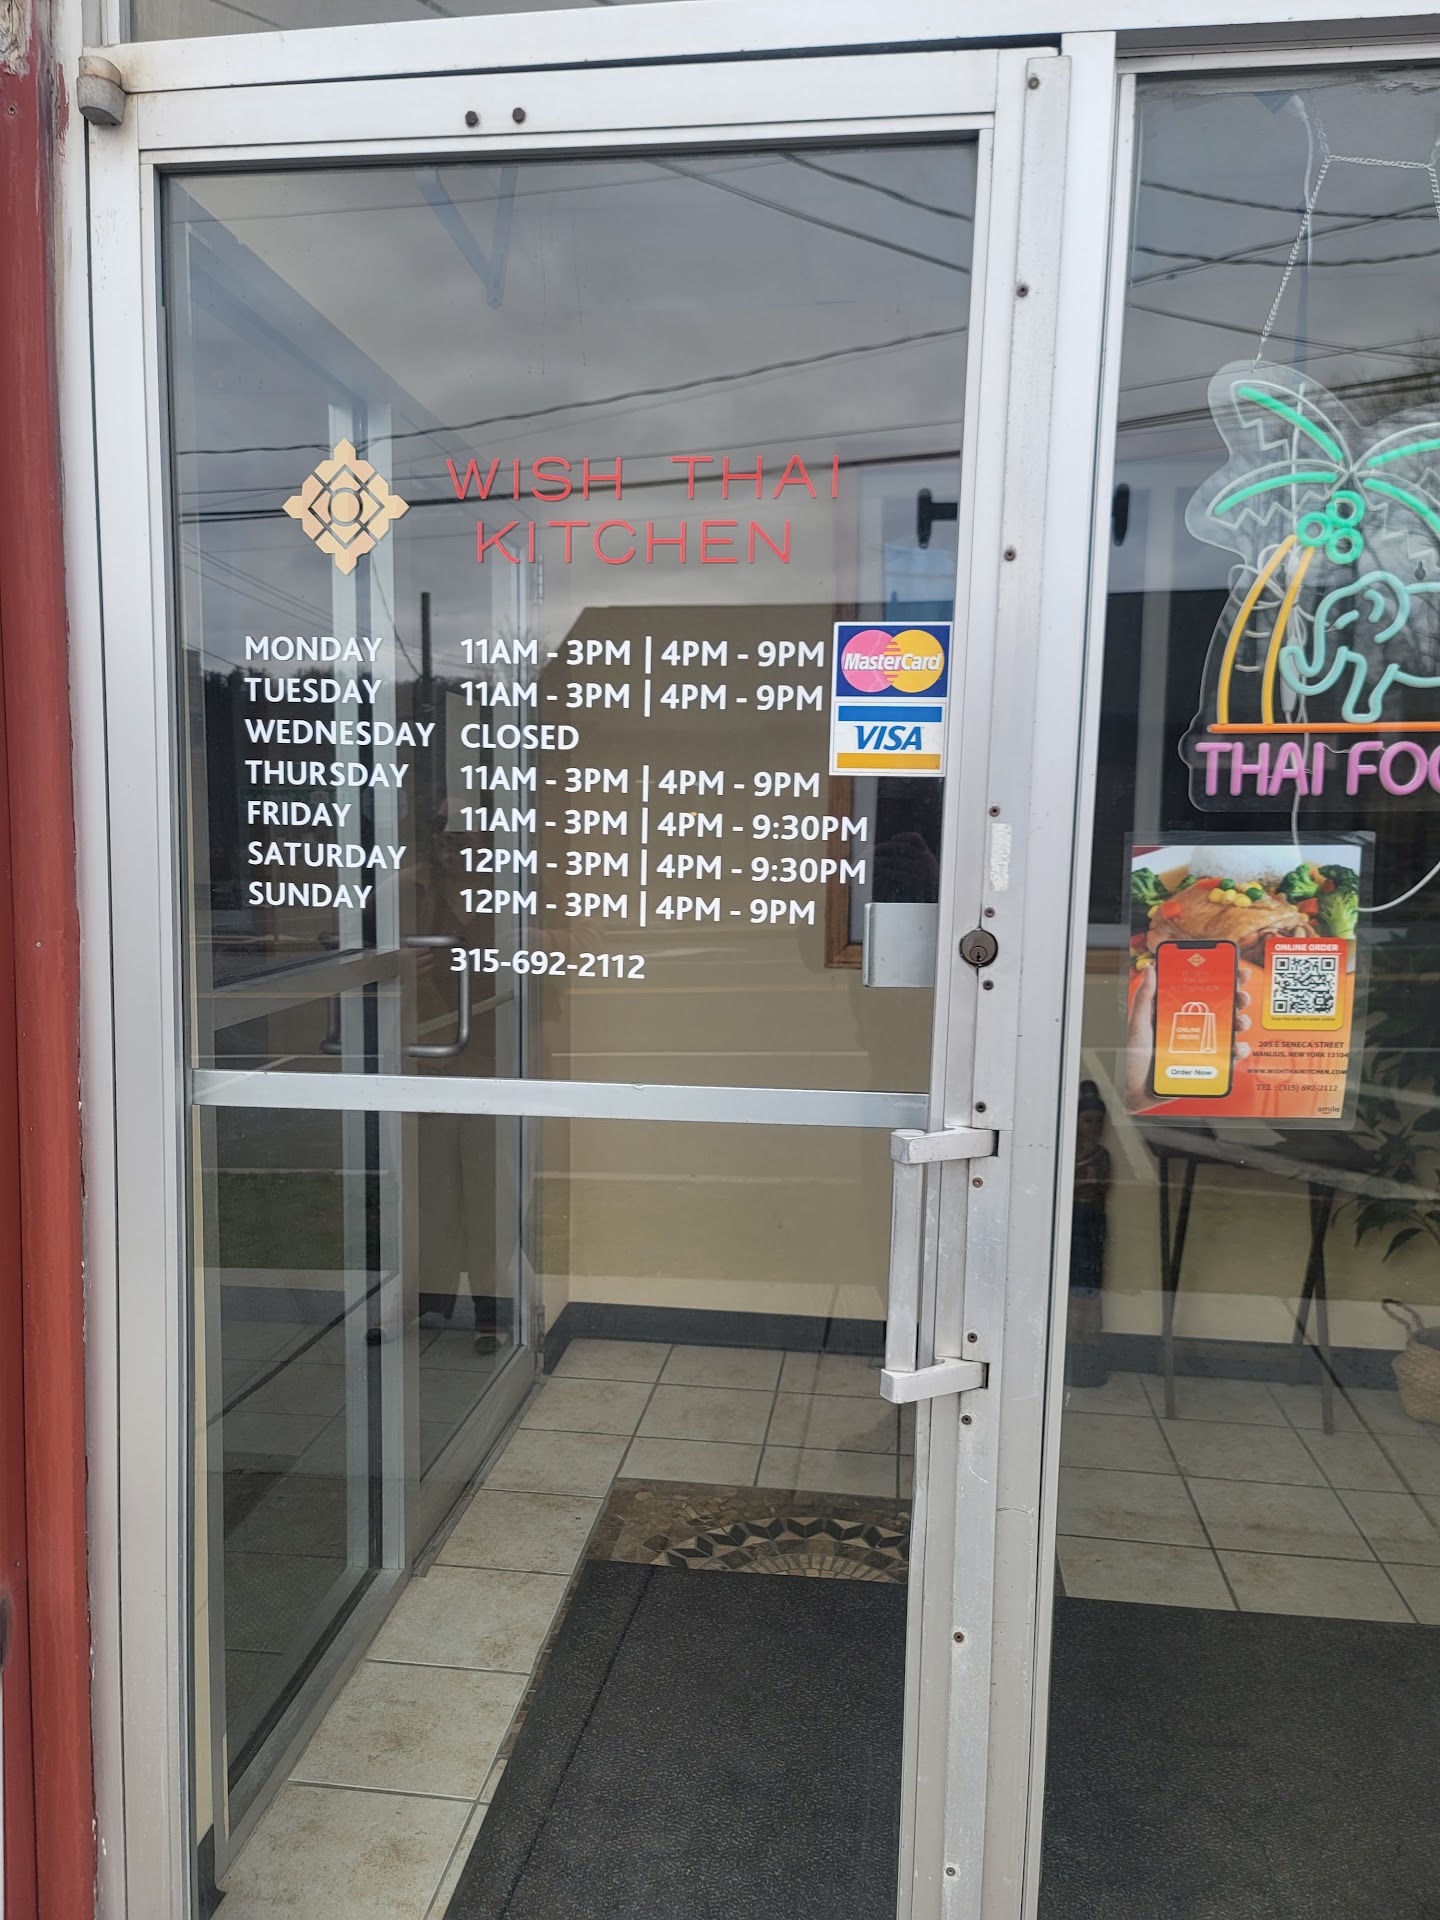 WISH THAI
KITCHEN
MONDAY 11AM - 3PM | 4PM - 9PM
TUESDAY 11AM - 3PM | 4PM - 9PM
WEDNESDAY CLOSED
THURSDAY 11AM - 3PM | 4PM - 9PM
FRIDAY 11AM - 3PM | 4PM - 9:30PM
SATURDAY 12PM - 3PM | 4PM - 9:30PM
SUNDAY 12PM - 3PM | 4PM - 9PM
315-692-2112
MasterCard
VISA
THAI FOO
ONLINE ORDER
KITCHEN
ONLINE
ORDER
Order Now
205 E SENECA STREET
MANLIUS, NEW YORK 13104
WWW.WISHTHAIKITCHEN.COM
TEL : (315) 692-2112
smile